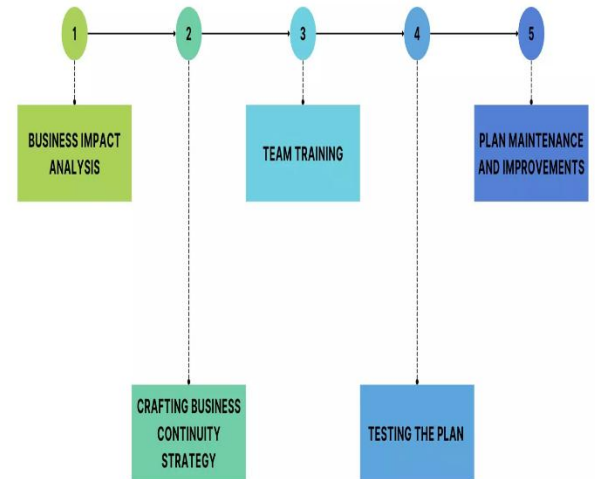 1
2
3
4
5
BUSINESS IMPACT
ANALYSIS
TEAM TRAINING
PLAN MAINTENANCE
AND IMPROVEMENTS
CRAFTING BUSINESS
CONTINUITY
STRATEGY
TESTING THE PLAN